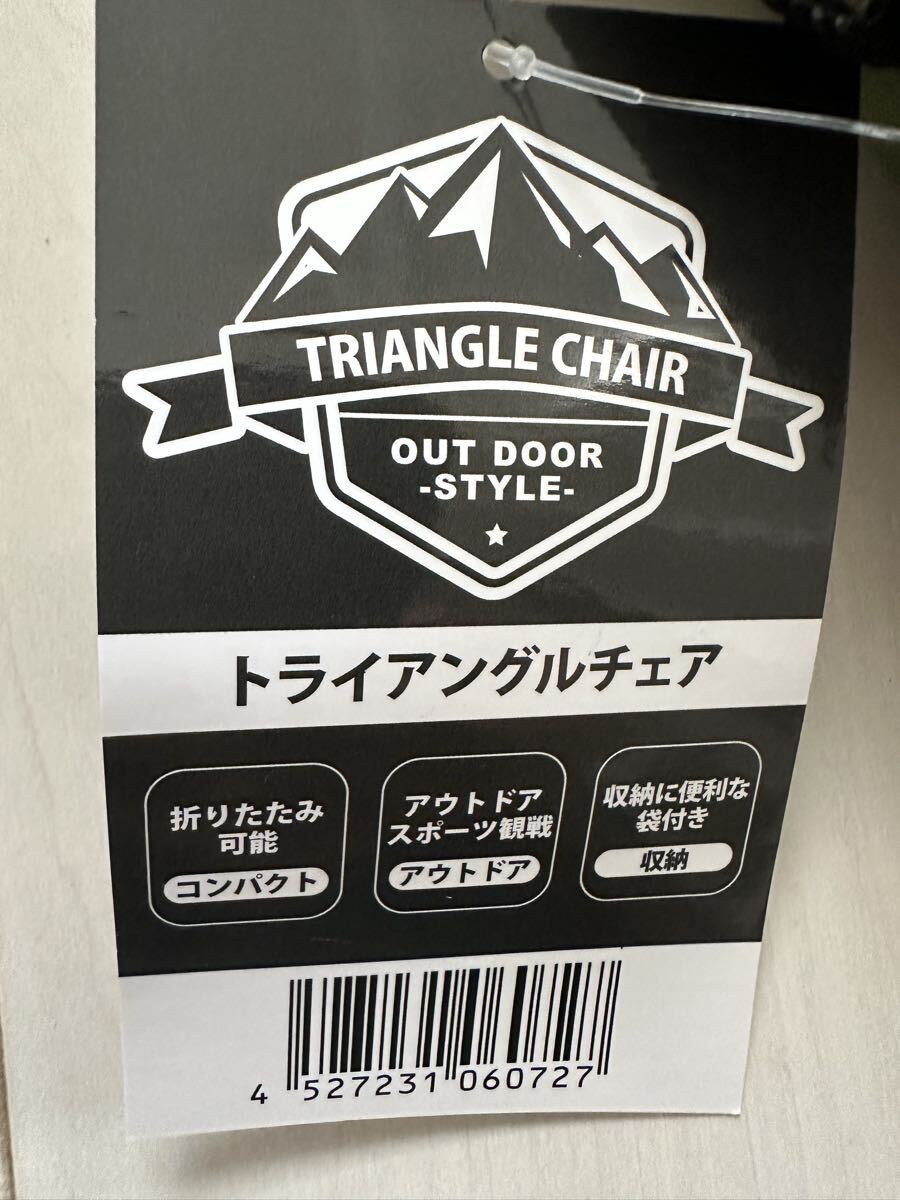 TRIANGLE CHAIR
OUT DOOR
-STYLE-
トライアングルチェア
折りたたみ
可能
コンパクト
アウトドア
スポーツ観戦
アウトドア
収納に便利な
袋付き
収納
4 527231 060727